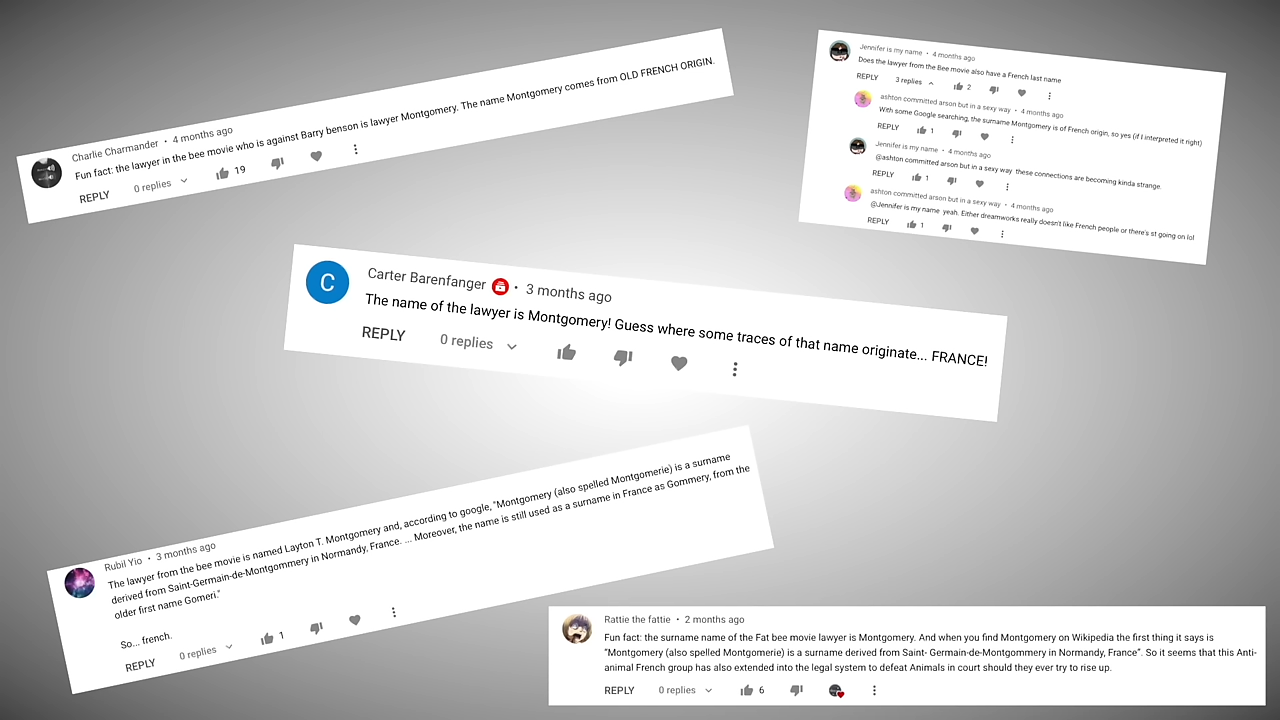 Charlie Charmander • 4 months ago
Fun fact: the lawyer in the bee movie who is against Barry benson is lawyer Montgomery. The name Montgomery comes from OLD FRENCH ORIGIN.
REPLY 0 replies 19
Jennifer is my name • 4 months ago
Does the lawyer from the Bee movie also have a French last name
REPLY 3 replies 2
ashton committed arson but in a sexy way • 4 months ago
With some Google searching, the surname Montgomery is of French origin, so yes (if I interpreted it right)
REPLY 1
Jennifer is my name • 4 months ago
@ashton committed arson but in a sexy way these connections are becoming kinda strange.
REPLY 1
ashton committed arson but in a sexy way • 4 months ago
@Jennifer is my name yeah. Either dreamworks really doesn't like French people or there's st going on lol
REPLY 1
C
Carter Barenfanger • 3 months ago
The name of the lawyer is Montgomery! Guess where some traces of that name originate... FRANCE!
REPLY 0 replies
Rubil Yio • 3 months ago
The lawyer from the bee movie is named Layton T. Montgomery and, according to google, "Montgomery (also spelled Montgomerie) is a surname
derived from Saint-Germain-de-Montgommery in Normandy, France. ... Moreover, the name is still used as a surname in France as Gommery, from the
older first name Gomeri."
So... french.
REPLY 0 replies 1
Rattie the fattie • 2 months ago
Fun fact: the surname name of the Fat bee movie lawyer is Montgomery. And when you find Montgomery on Wikipedia the first thing it says is
"Montgomery (also spelled Montgomerie) is a surname derived from Saint- Germain-de-Montgommery in Normandy, France". So it seems that this Anti-
animal French group has also extended into the legal system to defeat Animals in court should they ever try to rise up.
REPLY 0 replies 6